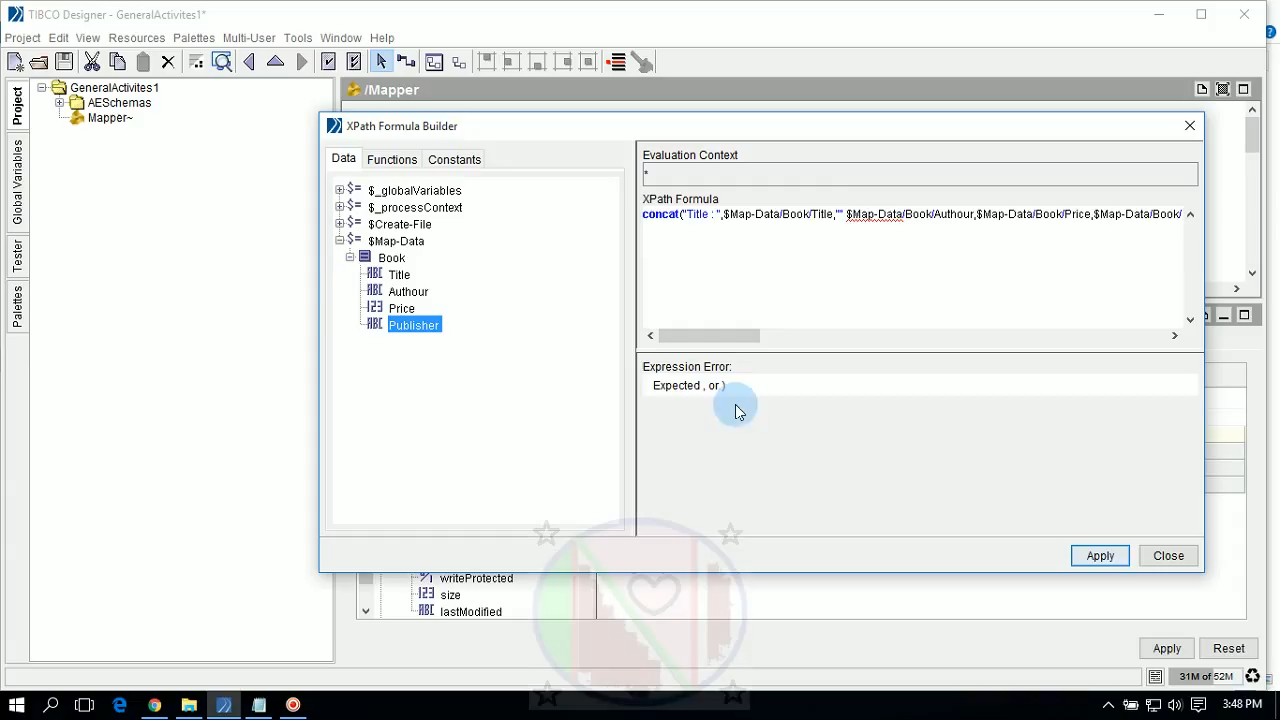 TIBCO Designer - GeneralActivites1*
Project Edit View Resources Palettes Multi-User Tools Window Help
Project
Global Variables
Tester
Palettes
GeneralActivites1
AESchemas
Mapper~
/Mapper
XPath Formula Builder
Data Functions Constants
$_globalVariables
$_processContext
$Create-File
$Map-Data
Book
Title
Authour
Price
Publisher
Evaluation Context
*
XPath Formula
concat("Title : ",$Map-Data/Book/Title,"" $Map-Data/Book/Authour,$Map-Data/Book/Price,$Map-Data/Book/
Expression Error:
Expected , or )
Apply Close
writeProtected
size
lastModified
Apply Reset
31M of 52M
3:48 PM